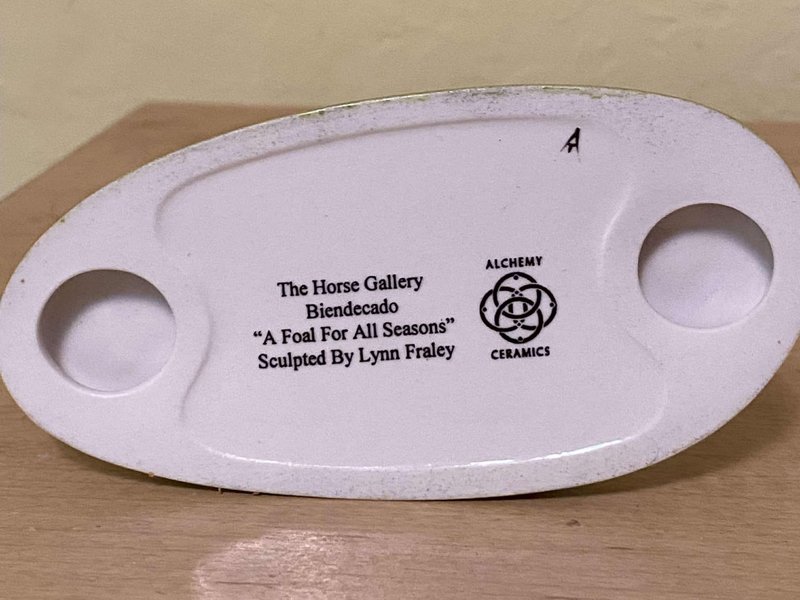 A
The Horse Gallery
Biendecado
“A Foal For All Seasons”
Sculpted By Lynn Fraley
ALCHEMY
CERAMICS